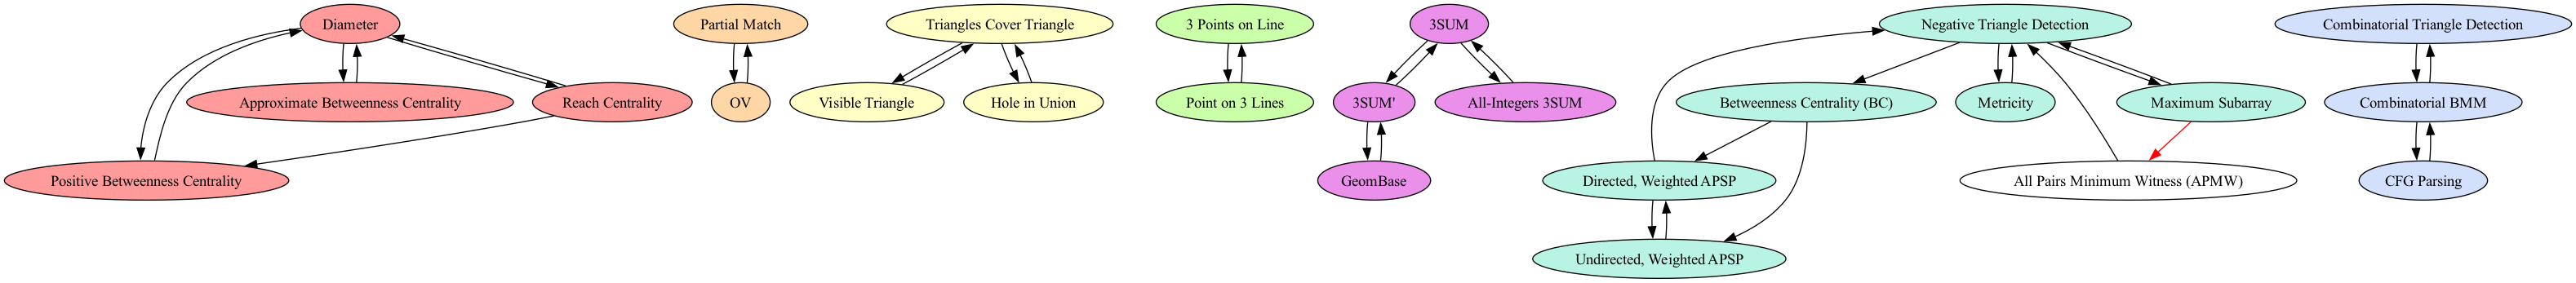 Diameter
Partial Match
Triangles Cover Triangle
3 Points on Line
3SUM
Negative Triangle Detection
Combinatorial Triangle Detection
Approximate Betweenness Centrality
Reach Centrality
OV
Visible Triangle
Hole in Union
Point on 3 Lines
3SUM'
All-Integers 3SUM
Betweenness Centrality (BC)
Metricity
Maximum Subarray
Combinatorial BMM
Positive Betweenness Centrality
GeomBase
Directed, Weighted APSP
All Pairs Minimum Witness (APMW)
CFG Parsing
Undirected, Weighted APSP